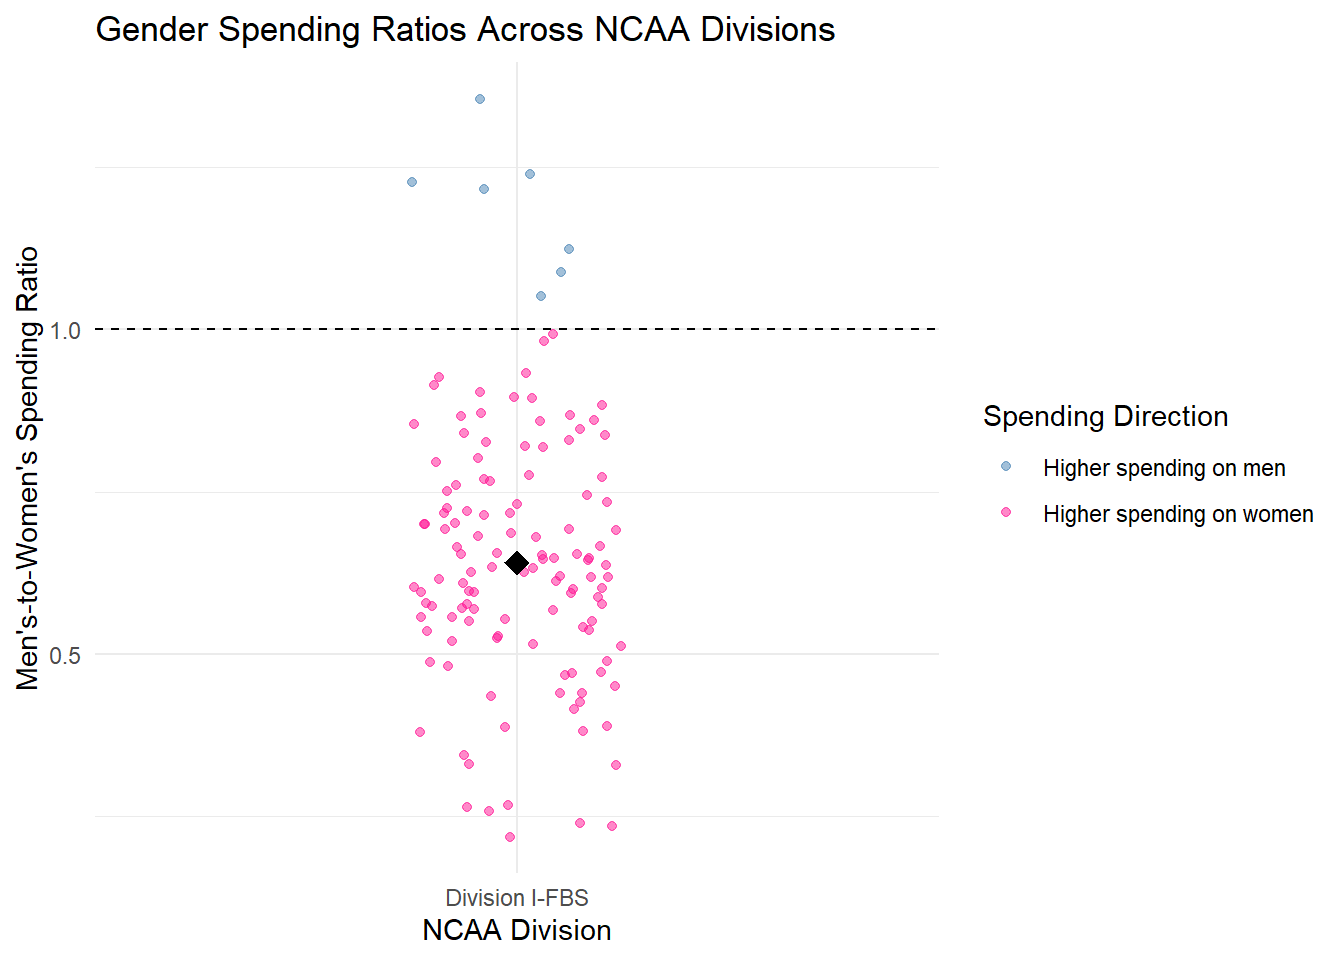 Gender Spending Ratios Across NCAA Divisions
Men's-to-Women's Spending Ratio
1.0
0.5
Division I-FBS
NCAA Division
Spending Direction
Higher spending on men
Higher spending on women